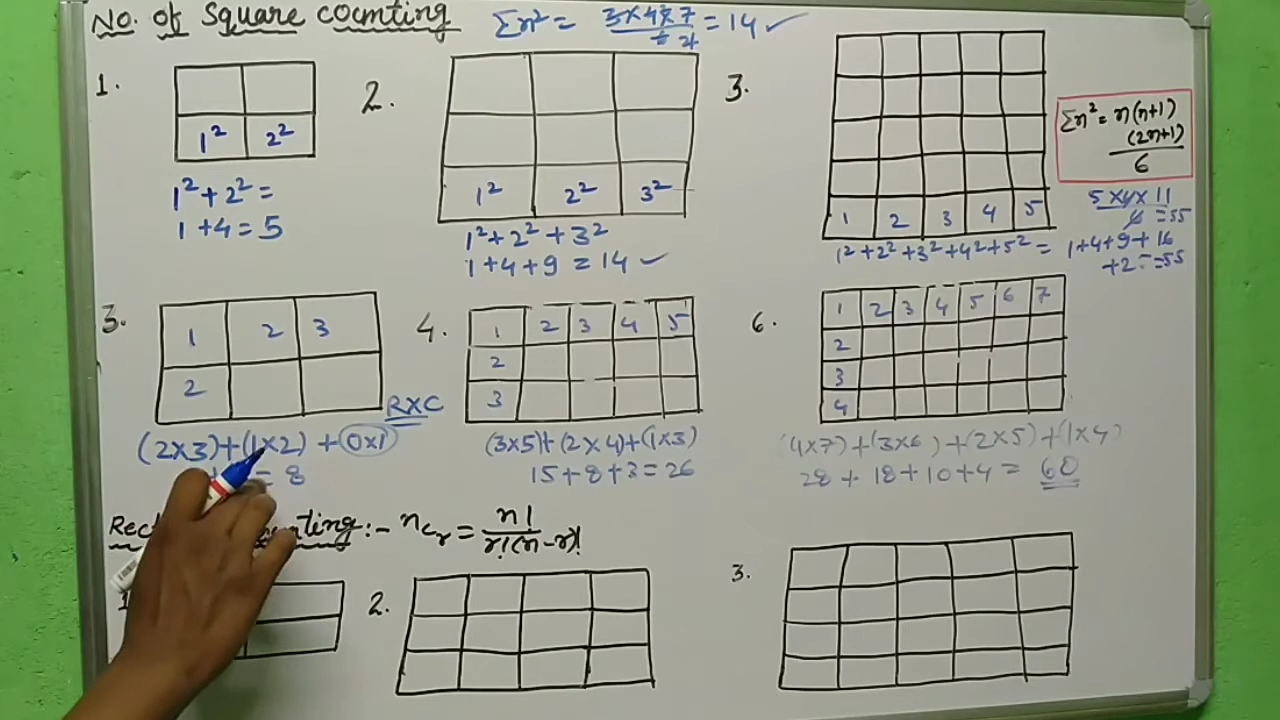 No. of Square counting
Σn² = 3×4×7 / 6 2 = 14 ✓
1.
1² 2²
1² + 2² =
1 + 4 = 5
2.
1² 2² 3²
1² + 2² + 3²
1 + 4 + 9 = 14 ✓
3.
1 2 3 4 5
1² + 2² + 3² + 4² + 5² = 1+4+9+16
+2 = 55
Σn² = n(n+1)
(2n+1)
6
5 × 6 × 11
6 = 55
3.
1 2 3
2
R×C
(2×3)+(1×2) + 0×1
= 8
4.
1 2 3 4 5
2
3
(3×5)+(2×4)+(1×3)
15+8+3 = 26
6.
1 2 3 4 5 6 7
2
3
4
(4×7)+(3×6)+(2×5)+(1×4)
28 + 18+10+4 = 60
nCr = n! / r!(n-r)!
1
2.
3.